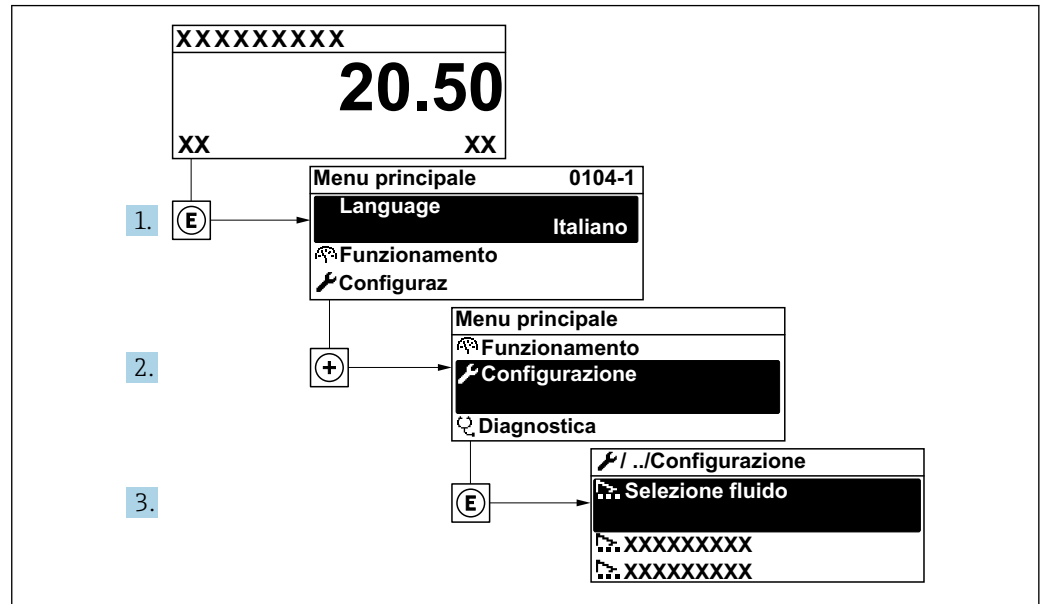 XXXXXXXXX
20.50
XX XX
1. E
Menu principale 0104-1
Language
Italiano
Funzionamento
Configuraz
2. +
Menu principale
Funzionamento
Configurazione
Diagnostica
3. E
/ ../Configurazione
Selezione fluido
XXXXXXXXX
XXXXXXXXX